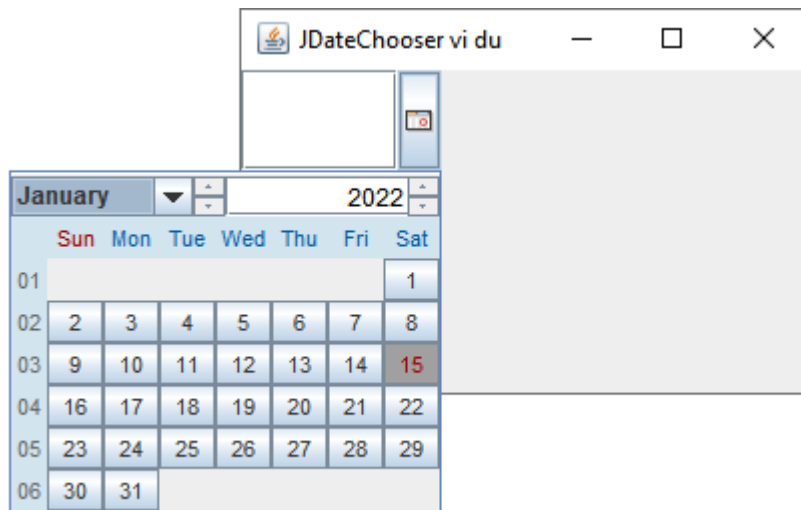 JDateChooser vi du
January 2022
Sun Mon Tue Wed Thu Fri Sat
01 1
02 2 3 4 5 6 7 8
03 9 10 11 12 13 14 15
04 16 17 18 19 20 21 22
05 23 24 25 26 27 28 29
06 30 31